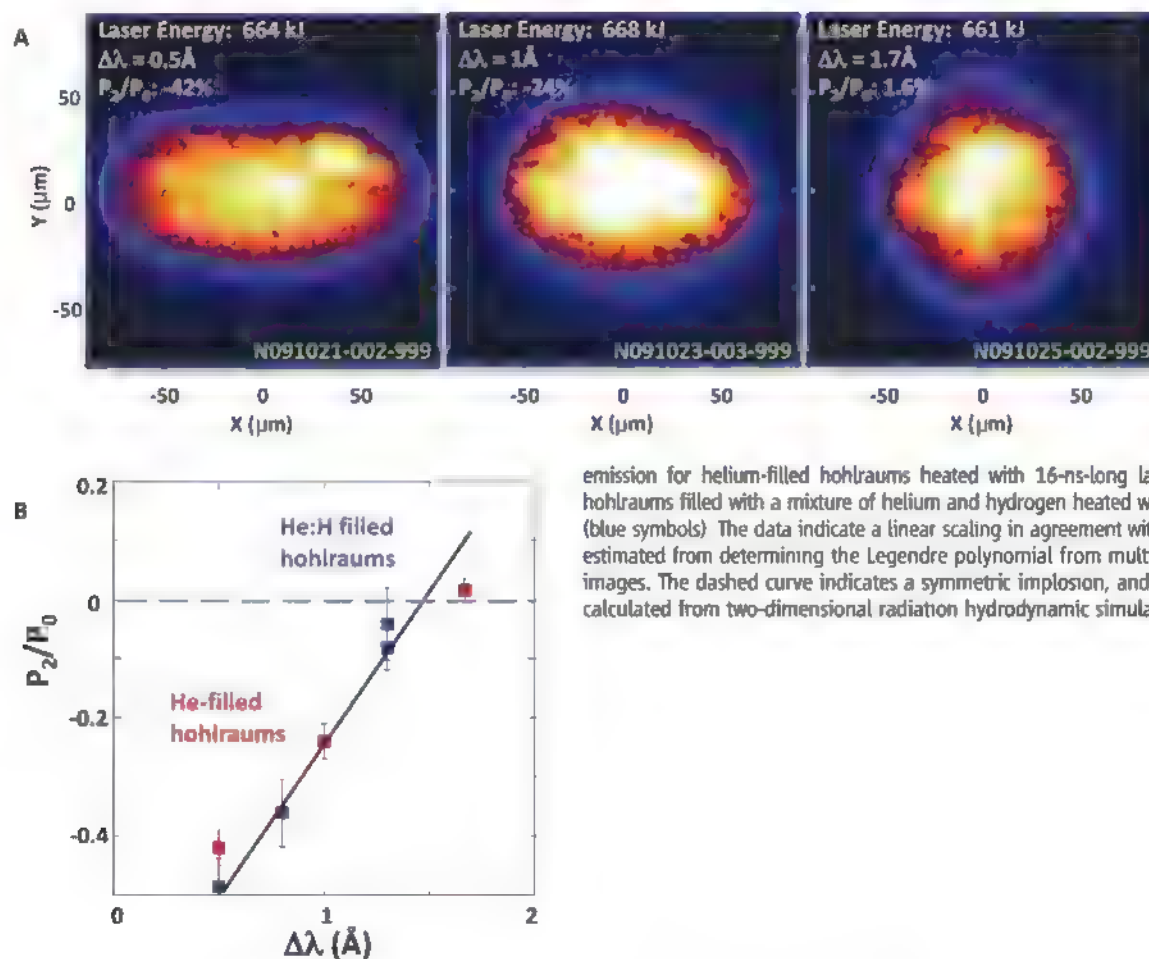 A
Laser Energy: 664 kJ
Δλ = 0.5Å
P₂/P₀: -42%
Laser Energy: 668 kJ
Δλ = 1Å
P₂/P₀: -24%
Laser Energy: 661 kJ
Δλ = 1.7Å
P₂/P₀: 1.6%
50
0
-50
Y (μm)
N091021-002-999
N091023-003-999
N091025-002-999
-50 0 50
-50 0 50
-50 0 50
X (μm)
X (μm)
X (μm)
emission for helium-filled hohlraums heated with 16-ns-long la
hohlraums filled with a mixture of helium and hydrogen heated w
(blue symbols) The data indicate a linear scaling in agreement wit
estimated from determining the Legendre polynomial from mult
images. The dashed curve indicates a symmetric implosion, and
calculated from two-dimensional radiation hydrodynamic simula
B
0.2
0
-0.2
-0.4
P₂/P₀
He:H filled
hohlraums
He-filled
hohlraums
0 1 2
Δλ (Å)